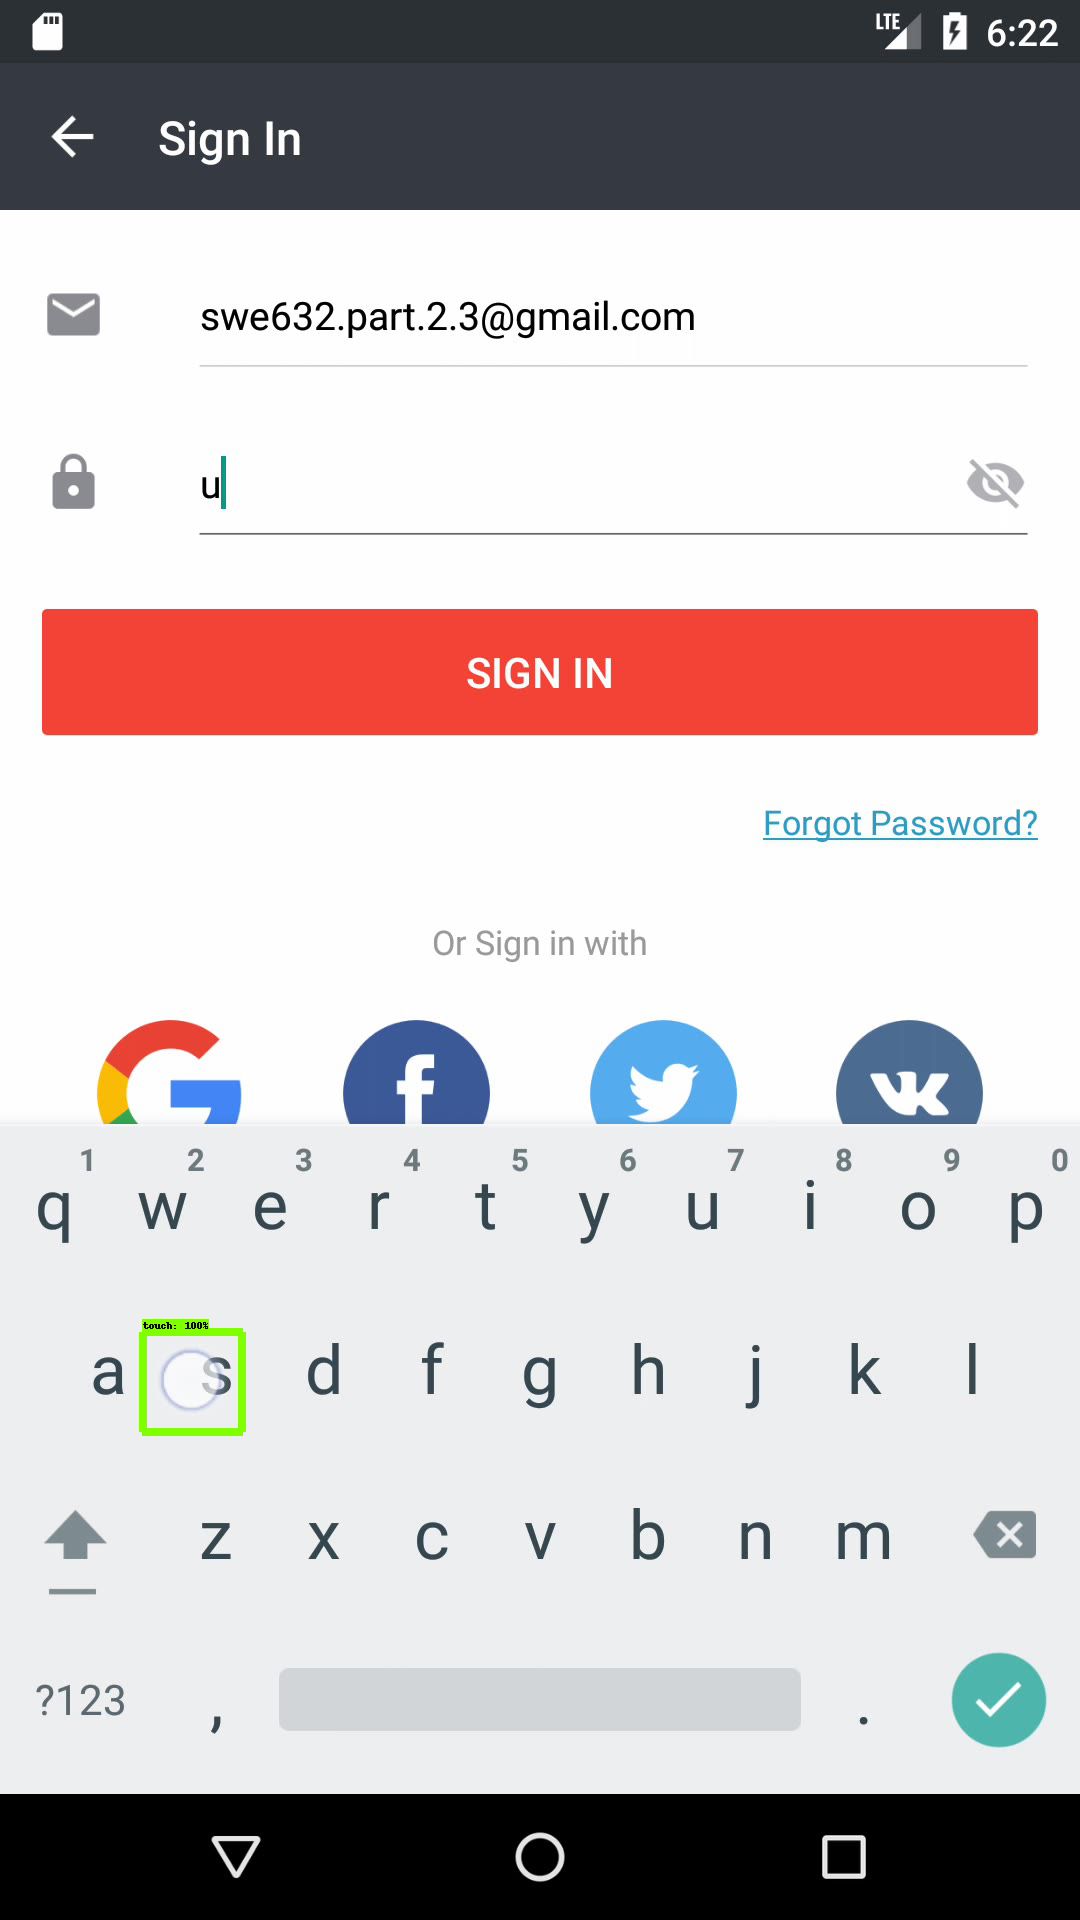 LTE 6:22
Sign In
swe632.part.2.3@gmail.com
u
SIGN IN
Forgot Password?
Or Sign in with
1 2 3 4 5 6 7 8 9 0
q w e r t y u i o p
touch: 100%
a s d f g h j k l
z x c v b n m
?123 , .